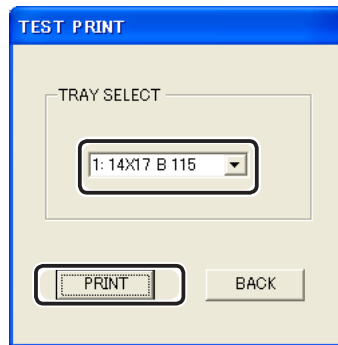 TEST PRINT
TRAY SELECT
1: 14X17 B 115
PRINT
BACK